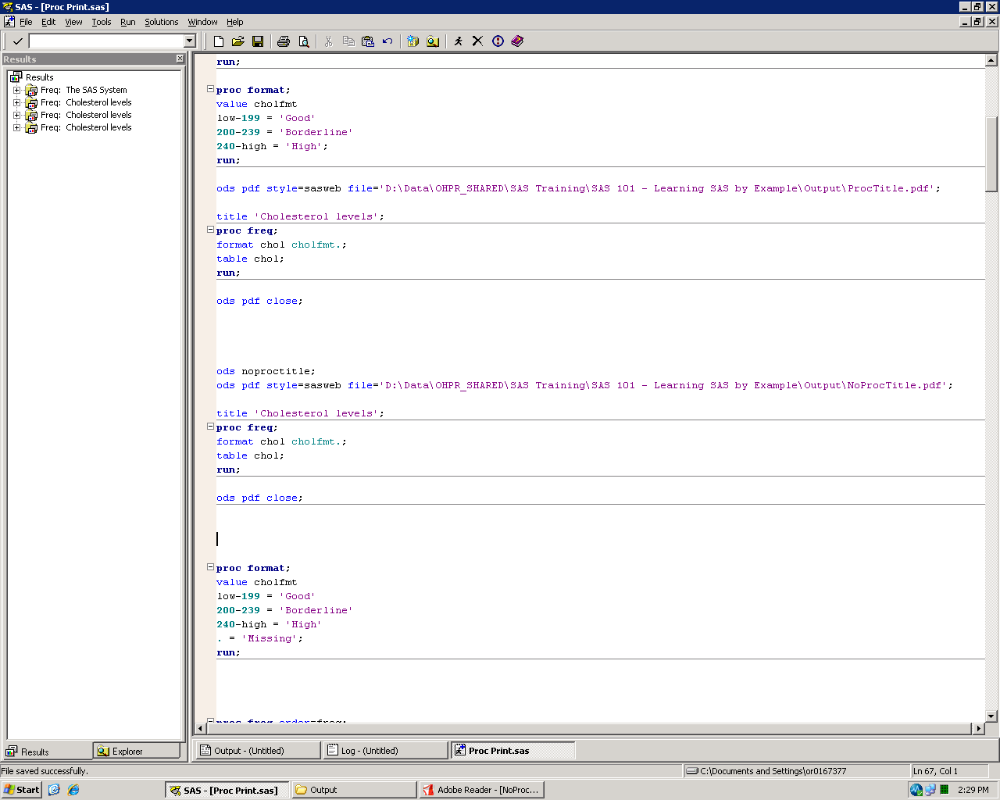 SAS - [Proc Print.sas]
File Edit View Tools Run Solutions Window Help
Results
Results
Freq: The SAS System
Freq: Cholesterol levels
Freq: Cholesterol levels
Freq: Cholesterol levels
run;
proc format;
value cholfmt
low-199 = 'Good'
200-239 = 'Borderline'
240-high = 'High';
run;
ods pdf style=sasweb file='D:\Data\OHPR_SHARED\SAS Training\SAS 101 - Learning SAS by Example\Output\ProcTitle.pdf';
title 'Cholesterol levels';
proc freq;
format chol cholfmt.;
table chol;
run;
ods pdf close;
ods noproctitle;
ods pdf style=sasweb file='D:\Data\OHPR_SHARED\SAS Training\SAS 101 - Learning SAS by Example\Output\NoProcTitle.pdf';
title 'Cholesterol levels';
proc freq;
format chol cholfmt.;
table chol;
run;
ods pdf close;
proc format;
value cholfmt
low-199 = 'Good'
200-239 = 'Borderline'
240-high = 'High'
. = 'Missing';
run;
proc freq order=freq;
Results Explorer
Output - (Untitled) Log - (Untitled) Proc Print.sas
File saved successfully. C:\Documents and Settings\or0167377 Ln 67, Col 1
Start SAS - [Proc Print.sas] Output Adobe Reader - [NoProc... 2:29 PM